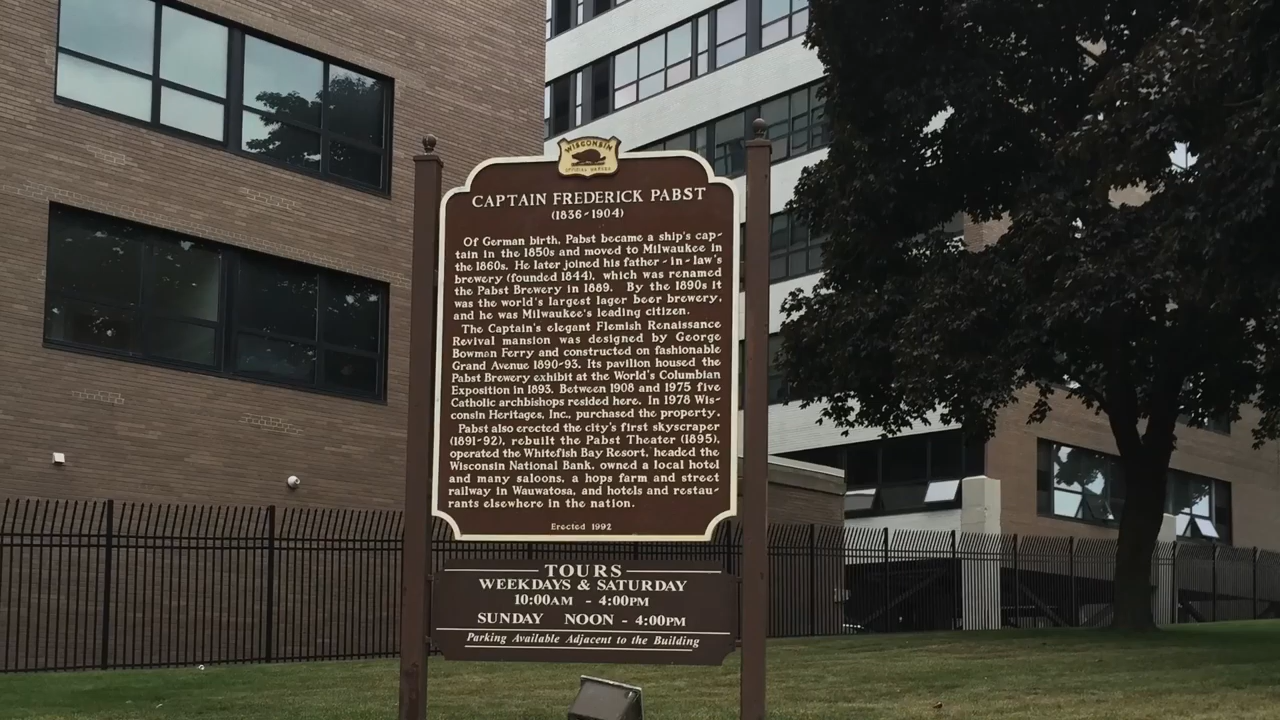 WISCONSIN
OFFICIAL MARKER
CAPTAIN FREDERICK PABST
(1836-1904)
Of German birth, Pabst became a ship's cap-
tain in the 1850s and moved to Milwaukee in
the 1860s. He later joined his father-in-law's
brewery (founded 1844), which was renamed
the Pabst Brewery in 1889. By the 1890s it
was the world's largest lager beer brewery,
and he was Milwaukee's leading citizen.
The Captain's elegant Flemish Renaissance
Revival mansion was designed by George
Bowman Ferry and constructed on fashionable
Grand Avenue 1890-93. Its pavilion housed the
Pabst Brewery exhibit at the World's Columbian
Exposition in 1893. Between 1908 and 1975 five
Catholic archbishops resided here. In 1978 Wis-
consin Heritages, Inc., purchased the property.
Pabst also erected the city's first skyscraper
(1891-92), rebuilt the Pabst Theater (1895),
operated the Whitefish Bay Resort, headed the
Wisconsin National Bank, owned a local hotel
and many saloons, a hops farm and street
railway in Wauwatosa, and hotels and restau-
rants elsewhere in the nation.
Erected 1992
TOURS
WEEKDAYS & SATURDAY
10:00AM - 4:00PM
SUNDAY NOON - 4:00PM
Parking Available Adjacent to the Building